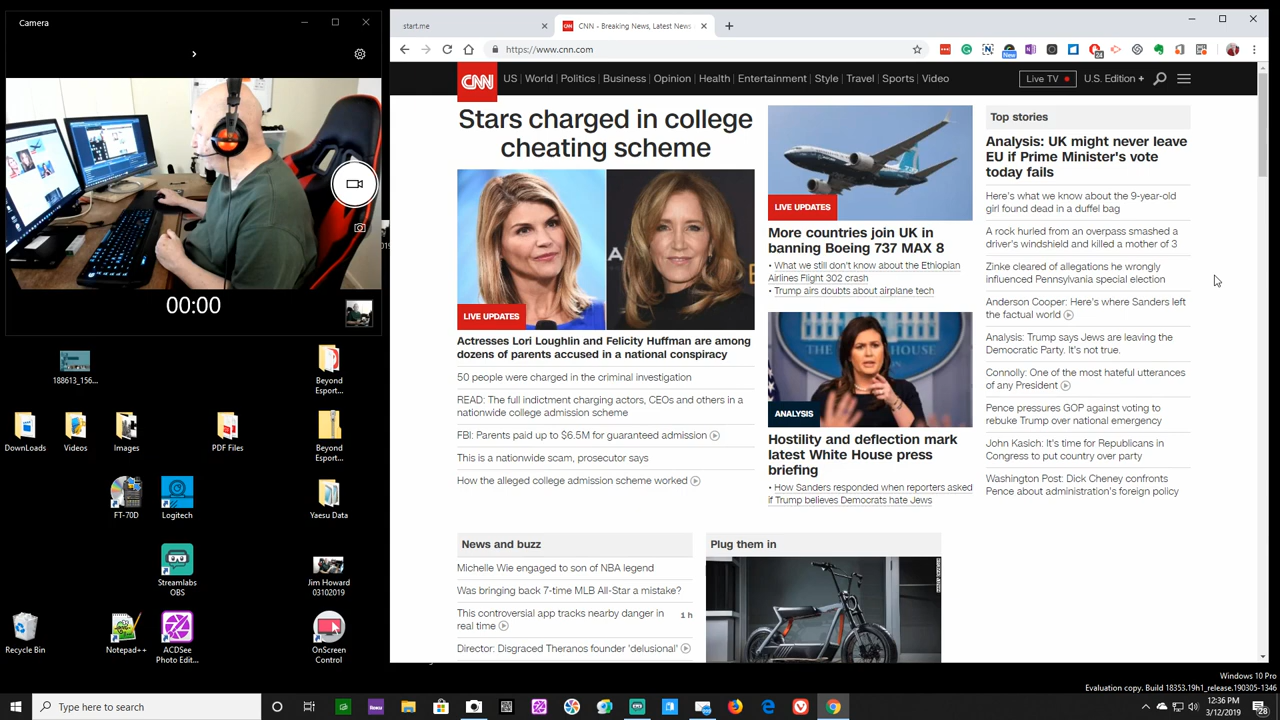 Camera
00:00
188613_156...
DownLoads
Videos
Images
PDF Files
Beyond
Esport...
Beyond
Esport...
FT-70D
Logitech
Yaesu Data
Streamlabs
OBS
Jim Howard
03102019
Recycle Bin
Notepad++
ACDSee
Photo Edit...
OnScreen
Control
start.me
CNN - Breaking News, Latest News
https://www.cnn.com
New
24
CNN
US
World
Politics
Business
Opinion
Health
Entertainment
Style
Travel
Sports
Video
Live TV
U.S. Edition +
Stars charged in college
cheating scheme
LIVE UPDATES
Actresses Lori Loughlin and Felicity Huffman are among
dozens of parents accused in a national conspiracy
50 people were charged in the criminal investigation
READ: The full indictment charging actors, CEOs and others in a
nationwide college admission scheme
FBI: Parents paid up to $6.5M for guaranteed admission
This is a nationwide scam, prosecutor says
How the alleged college admission scheme worked
LIVE UPDATES
More countries join UK in
banning Boeing 737 MAX 8
• What we still don't know about the Ethiopian
Airlines Flight 302 crash
• Trump airs doubts about airplane tech
ANALYSIS
Hostility and deflection mark
latest White House press
briefing
• How Sanders responded when reporters asked
if Trump believes Democrats hate Jews
Top stories
Analysis: UK might never leave
EU if Prime Minister's vote
today fails
Here's what we know about the 9-year-old
girl found dead in a duffel bag
A rock hurled from an overpass smashed a
driver's windshield and killed a mother of 3
Zinke cleared of allegations he wrongly
influenced Pennsylvania special election
Anderson Cooper: Here's where Sanders left
the factual world
Analysis: Trump says Jews are leaving the
Democratic Party. It's not true.
Connolly: One of the most hateful utterances
of any President
Pence pressures GOP against voting to
rebuke Trump over national emergency
John Kasich: It's time for Republicans in
Congress to put country over party
Washington Post: Dick Cheney confronts
Pence about administration's foreign policy
News and buzz
Michelle Wie engaged to son of NBA legend
Was bringing back 7-time MLB All-Star a mistake?
This controversial app tracks nearby danger in
real time
1 h
Director: Disgraced Theranos founder 'delusional'
Plug them in
Windows 10 Pro
Evaluation copy. Build 18353.19h1_release.190305-1346
Type here to search
Roku
12:36 PM
3/12/2019
28